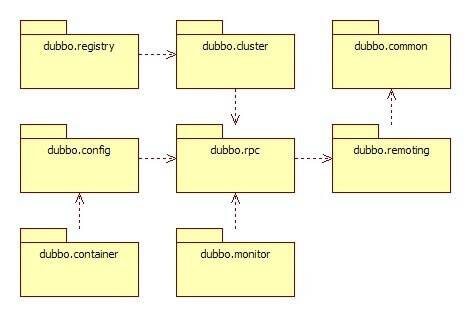 dubbo.registry
dubbo.cluster
dubbo.common
dubbo.config
dubbo.rpc
dubbo.remoting
dubbo.container
dubbo.monitor